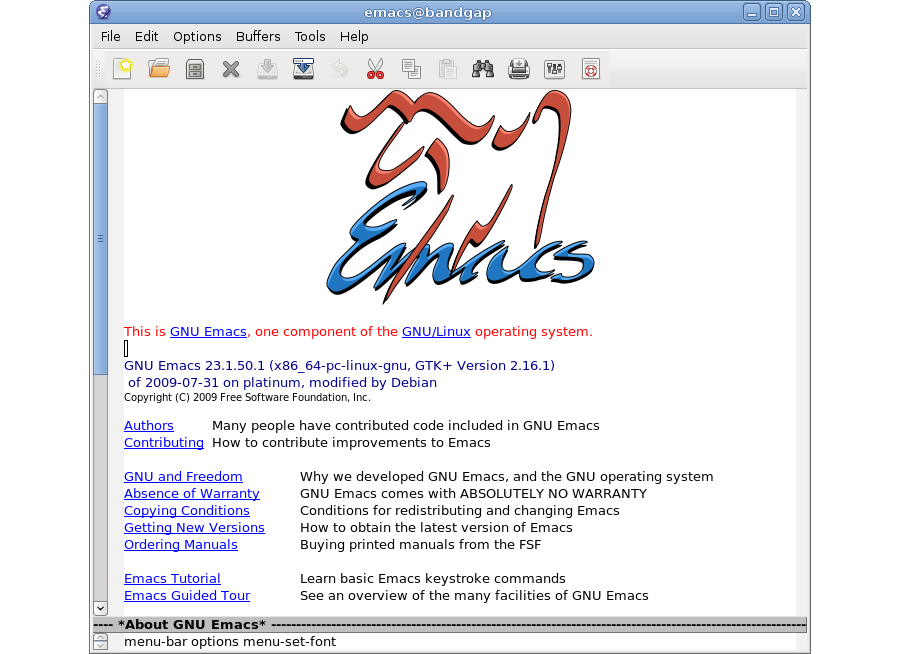 emacs@bandgap
File Edit Options Buffers Tools Help
Emacs
This is GNU Emacs, one component of the GNU/Linux operating system.
GNU Emacs 23.1.50.1 (x86_64-pc-linux-gnu, GTK+ Version 2.16.1)
of 2009-07-31 on platinum, modified by Debian
Copyright (C) 2009 Free Software Foundation, Inc.
Authors Many people have contributed code included in GNU Emacs
Contributing How to contribute improvements to Emacs
GNU and Freedom Why we developed GNU Emacs, and the GNU operating system
Absence of Warranty GNU Emacs comes with ABSOLUTELY NO WARRANTY
Copying Conditions Conditions for redistributing and changing Emacs
Getting New Versions How to obtain the latest version of Emacs
Ordering Manuals Buying printed manuals from the FSF
Emacs Tutorial Learn basic Emacs keystroke commands
Emacs Guided Tour See an overview of the many facilities of GNU Emacs
---- *About GNU Emacs* ----------------------------------------------------------------
menu-bar options menu-set-font